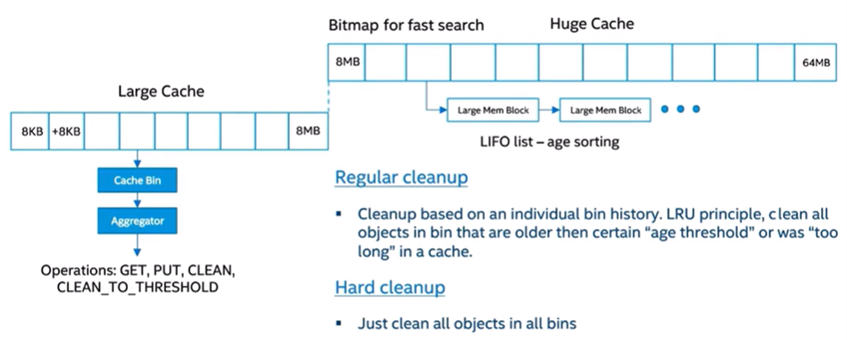 Bitmap for fast search
Huge Cache
8MB
64MB
Large Cache
Large Mem Block
Large Mem Block
8KB
+8KB
8MB
LIFO list – age sorting
Cache Bin
Aggregator
Operations: GET, PUT, CLEAN,
CLEAN_TO_THRESHOLD
Regular cleanup
▪ Cleanup based on an individual bin history. LRU principle, clean all
objects in bin that are older then certain “age threshold” or was “too
long” in a cache.
Hard cleanup
▪ Just clean all objects in all bins